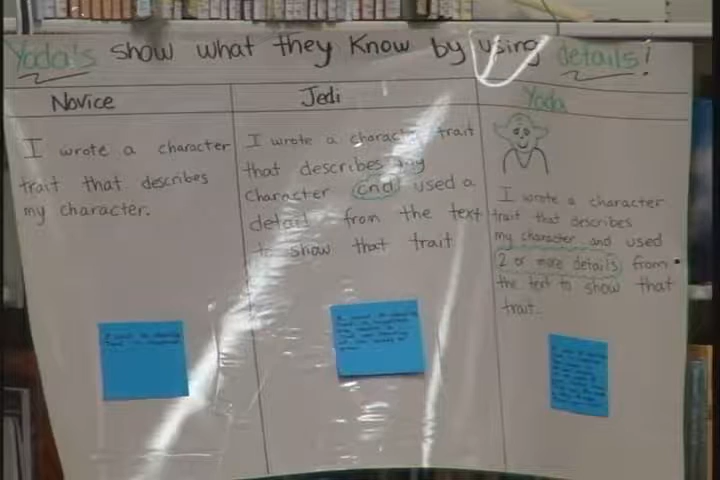 Yoda's show what they know by using details!
Novice
I wrote a character
trait that describes
my character.
Jedi
I wrote a character trait
that describes my
character and used a
detail from the text
to show that trait
Yoda
I wrote a character
trait that describes
my character and used
2 or more details from
the text to show that
trait.